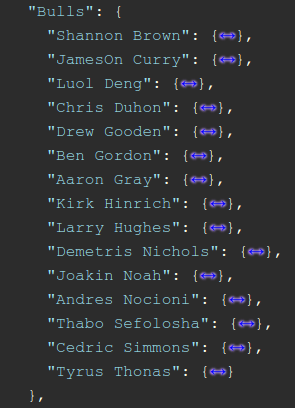 "Bulls": {
"Shannon Brown": {↔},
"JamesOn Curry": {↔},
"Luol Deng": {↔},
"Chris Duhon": {↔},
"Drew Gooden": {↔},
"Ben Gordon": {↔},
"Aaron Gray": {↔},
"Kirk Hinrich": {↔},
"Larry Hughes": {↔},
"Demetris Nichols": {↔},
"Joakin Noah": {↔},
"Andres Nocioni": {↔},
"Thabo Sefolosha": {↔},
"Cedric Simmons": {↔},
"Tyrus Thonas": {↔}
},